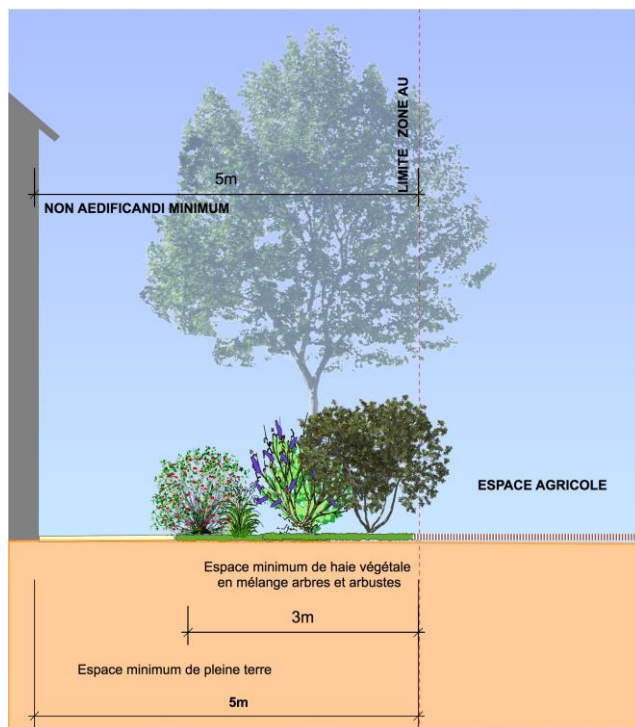 LIMITE ZONE AU
5m
NON AEDIFICANDI MINIMUM
ESPACE AGRICOLE
Espace minimum de haie végétale
en mélange arbres et arbustes
3m
Espace minimum de pleine terre
5m